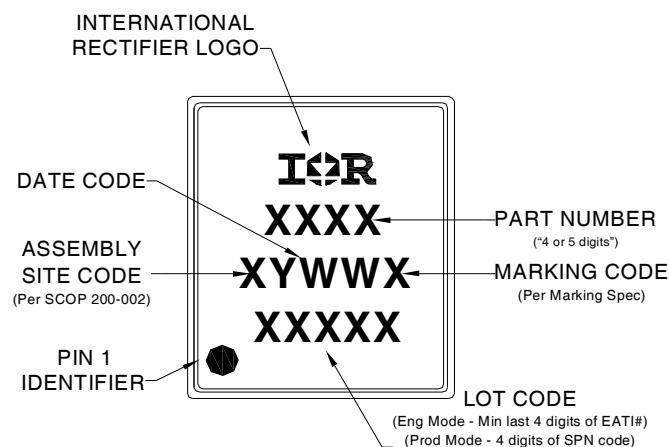 INTERNATIONAL
RECTIFIER LOGO
IOR
DATE CODE
XXXX
PART NUMBER
(“4 or 5 digits”)
ASSEMBLY
SITE CODE
(Per SCOP 200-002)
XYWWX
MARKING CODE
(Per Marking Spec)
XXXXX
PIN 1
IDENTIFIER
LOT CODE
(Eng Mode - Min last 4 digits of EATI#)
(Prod Mode - 4 digits of SPN code)